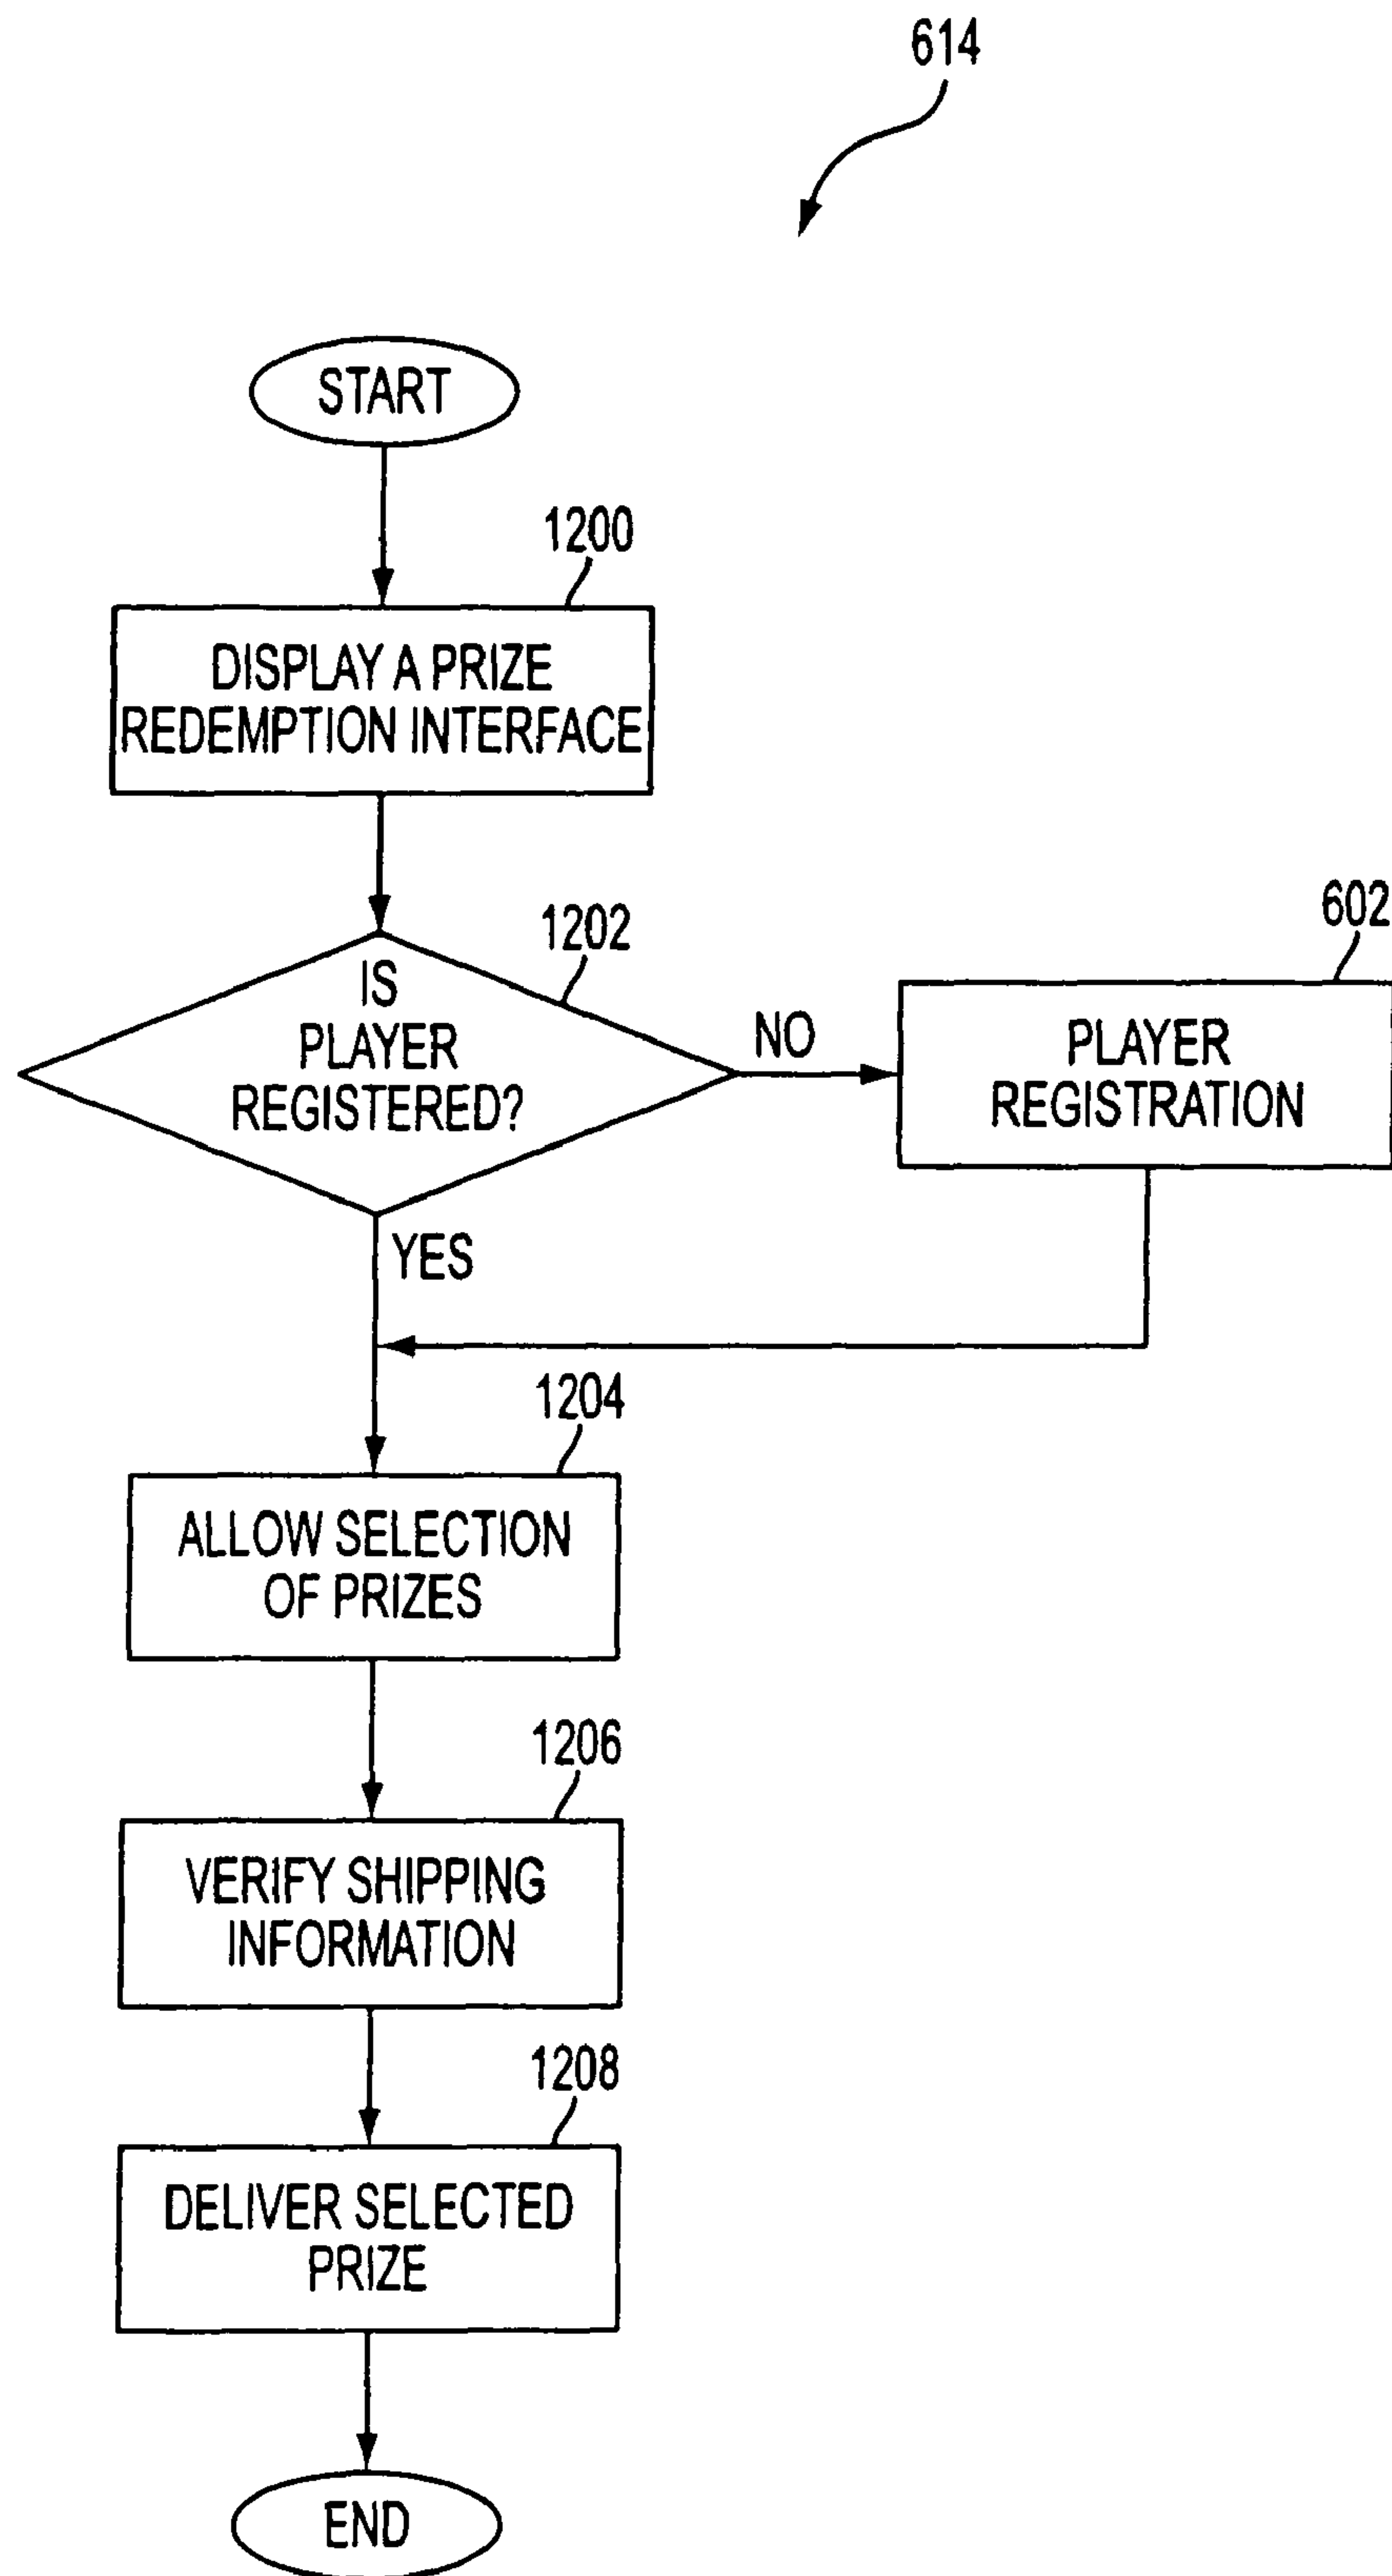 614
START
1200
DISPLAY A PRIZE
REDEMPTION INTERFACE
1202
IS
PLAYER
REGISTERED?
NO
602
PLAYER
REGISTRATION
YES
1204
ALLOW SELECTION
OF PRIZES
1206
VERIFY SHIPPING
INFORMATION
1208
DELIVER SELECTED
PRIZE
END